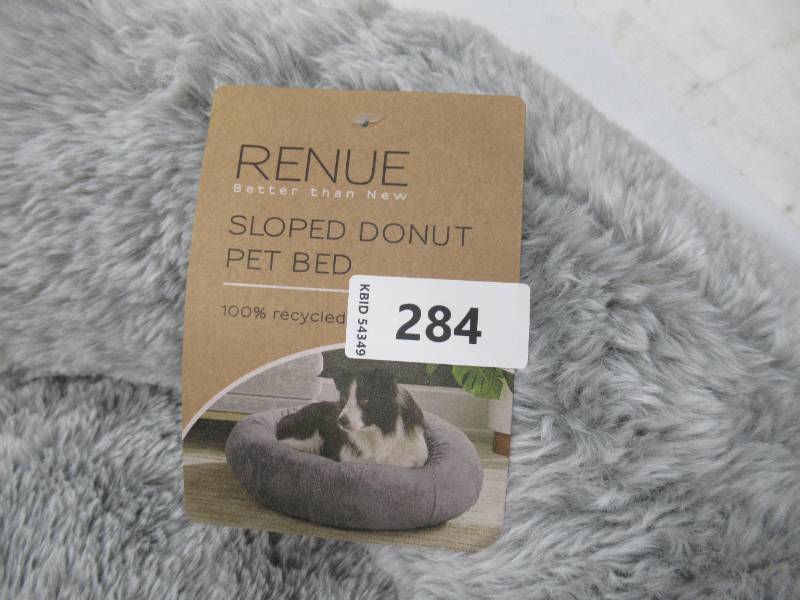 RENUE
Better than New
SLOPED DONUT
PET BED
100% recycled
KBID 54349
284